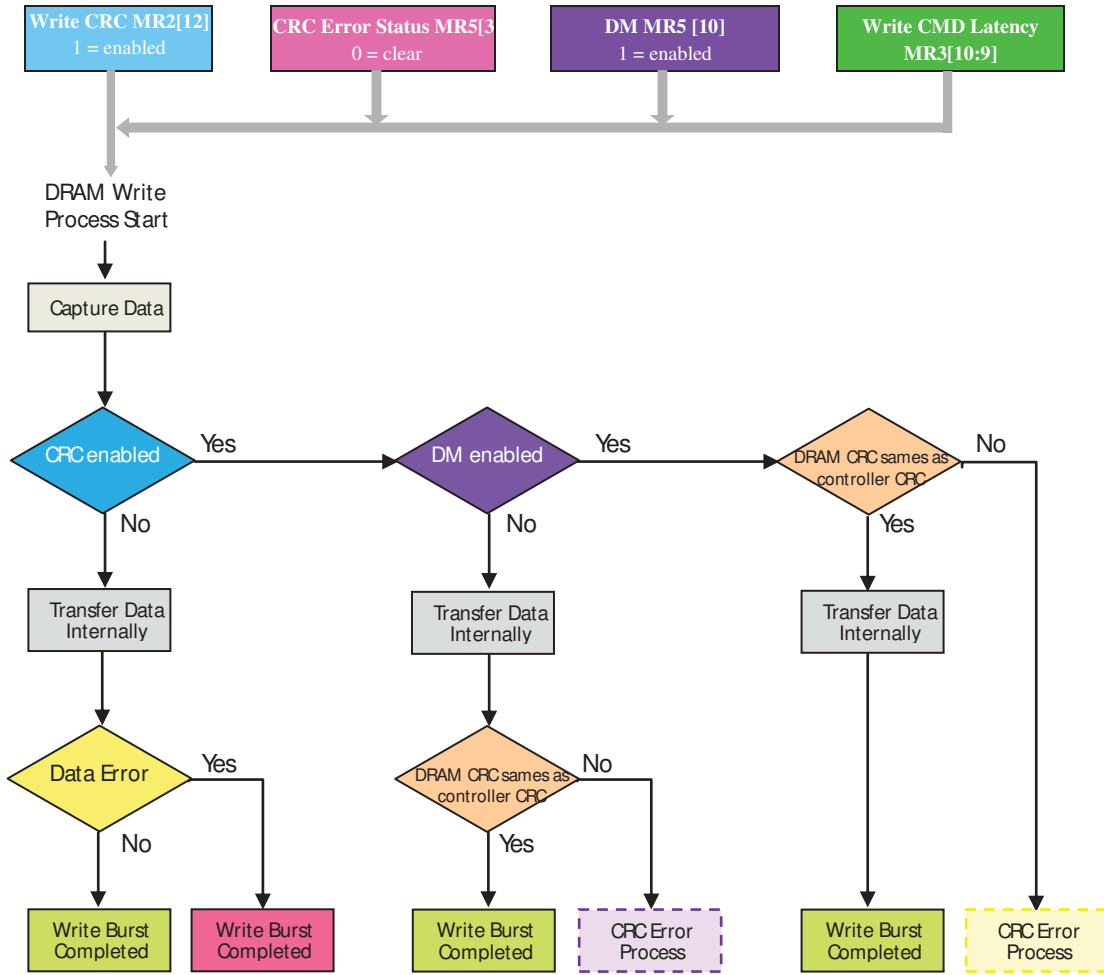 Write CRC MR2[12]
1 = enabled
CRC Error Status MR5[3
0 = clear
DM MR5 [10]
1 = enabled
Write CMD Latency
MR3[10:9]
DRAM Write
Process Start
Capture Data
CRC enabled
Yes
DM enabled
Yes
DRAM CRC sames as
controller CRC
No
No
No
Yes
Transfer Data
Internally
Transfer Data
Internally
Transfer Data
Internally
Data Error
Yes
DRAM CRC sames as
controller CRC
No
No
Yes
Write Burst
Completed
Write Burst
Completed
Write Burst
Completed
CRC Error
Process
Write Burst
Completed
CRC Error
Process